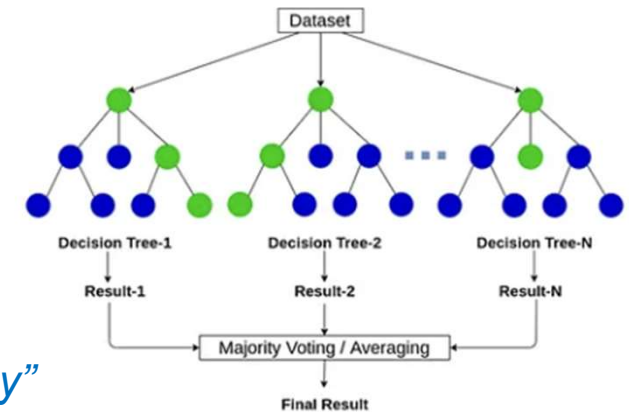 Dataset
Decision Tree-1 Decision Tree-2 Decision Tree-N
Result-1 Result-2 Result-N
Majority Voting / Averaging
y”
Final Result